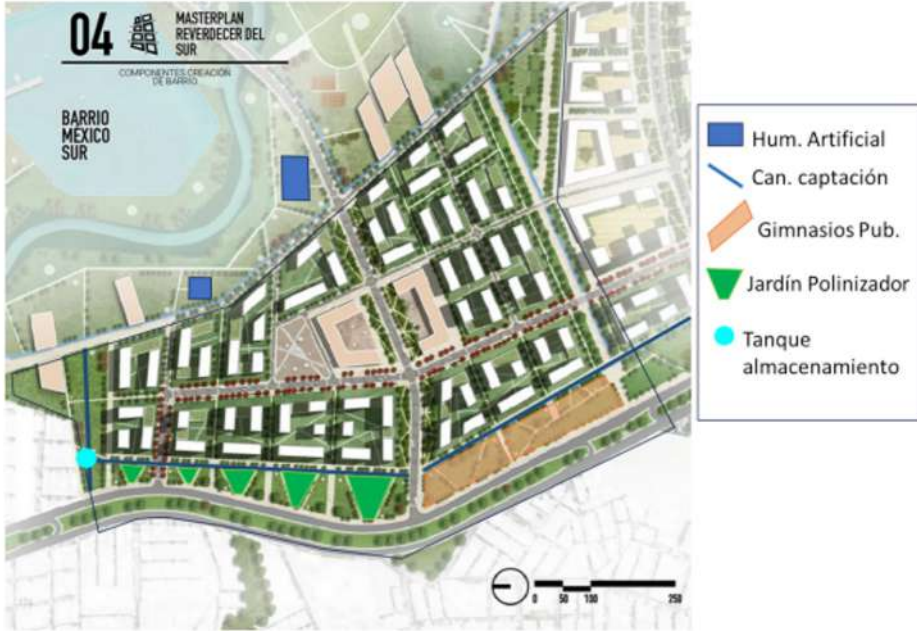 04
MASTERPLAN
REVERDECER DEL
SUR
COMPONENTES CREACIÓN
DE BARRIO
BARRIO
MÉXICO
SUR
Hum. Artificial
Can. captación
Gimnasios Pub.
Jardín Polinizador
Tanque
almacenamiento
0 50 100 250